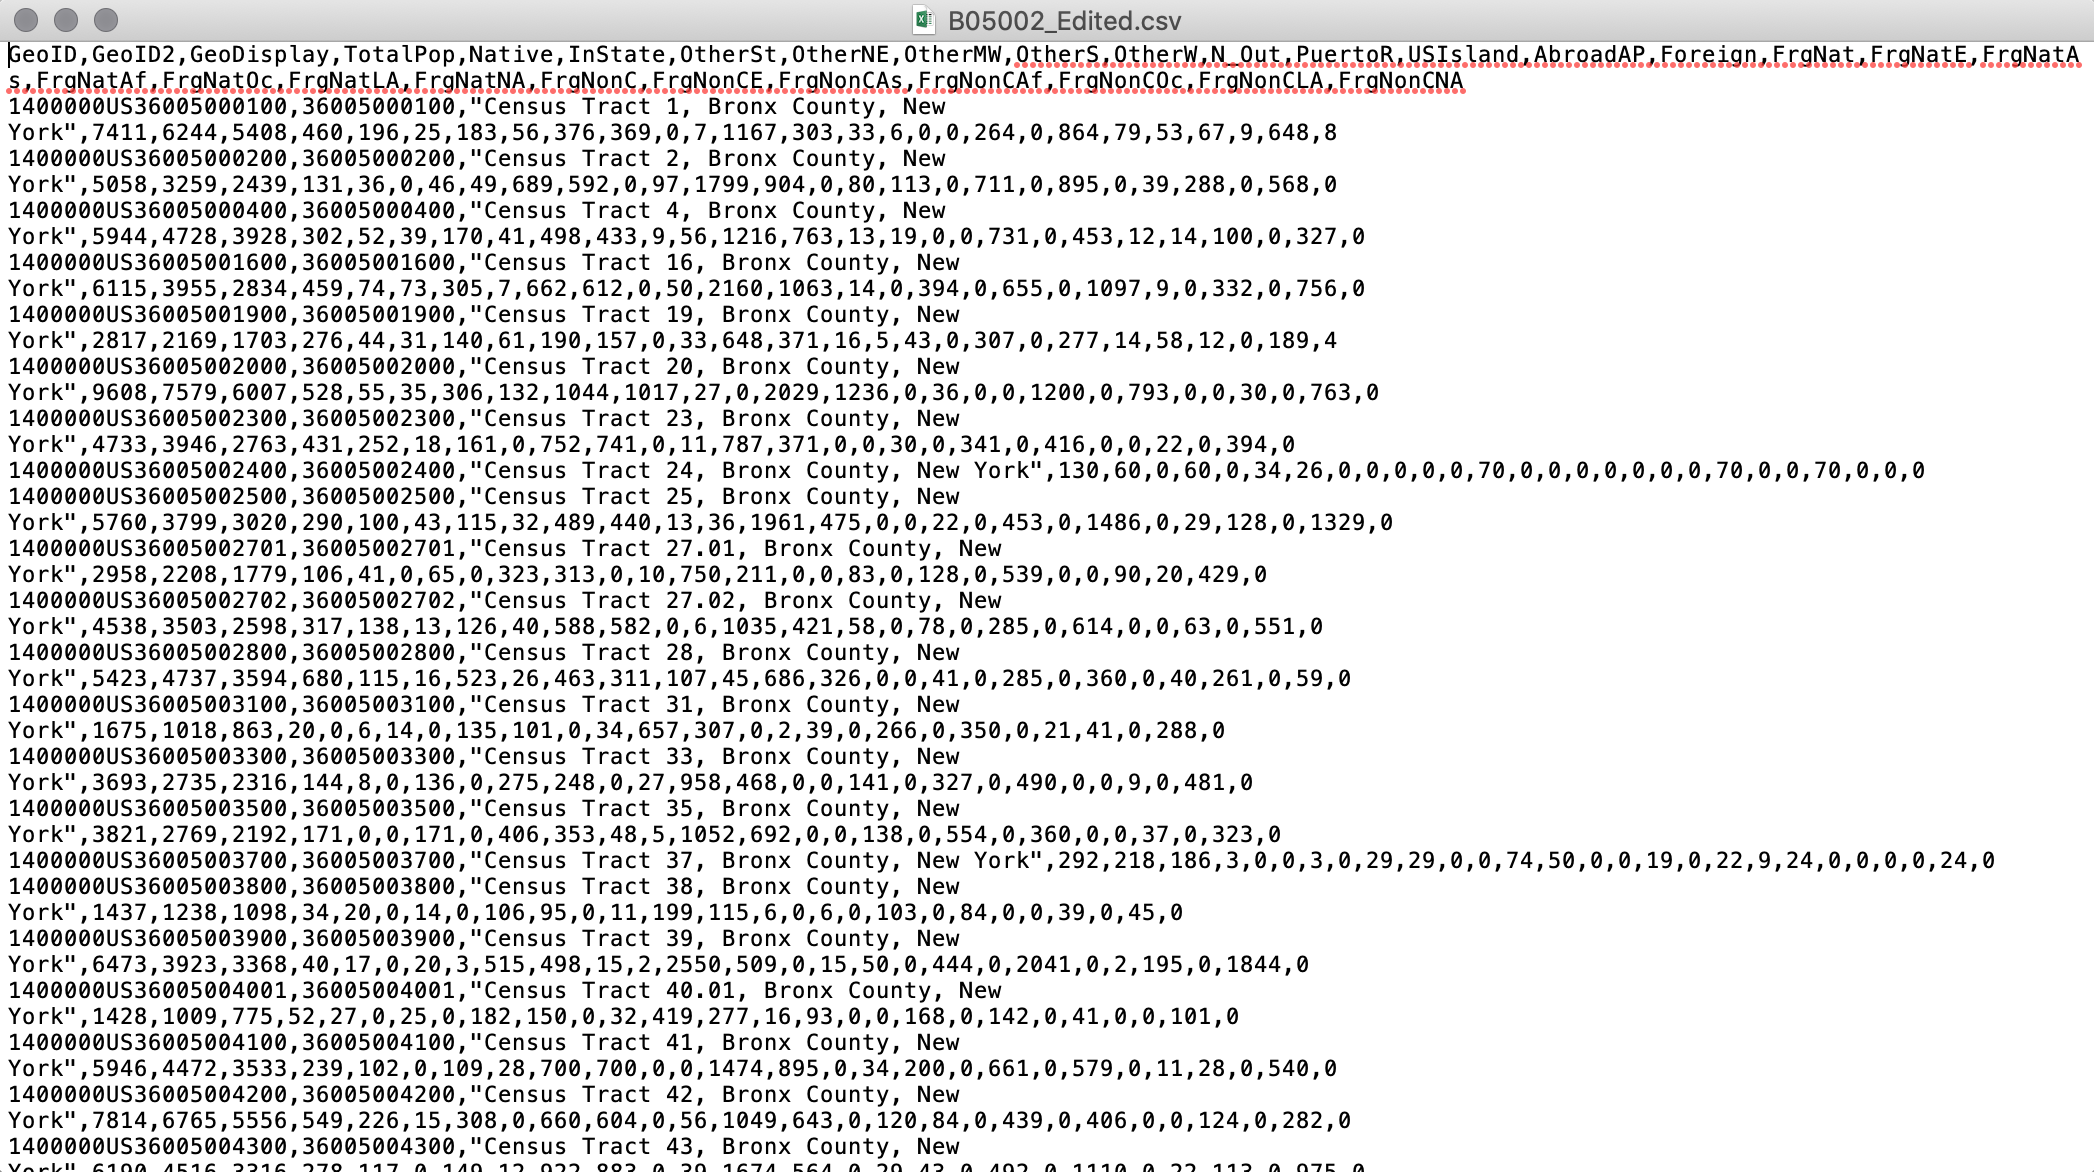 B05002_Edited.csv
GeoID,GeoID2,GeoDisplay,TotalPop,Native,InState,OtherSt,OtherNE,OtherMW,OtherS,OtherW,N_Out,PuertoR,USIsland,AbroadAP,Foreign,FrgNat,FrgNatE,FrgNatA
s,FrgNatAf,FrgNatOc,FrgNatLA,FrgNatNA,FrgNonC,FrgNonCE,FrgNonCAs,FrgNonCAf,FrgNonCOc,FrgNonCLA,FrgNonCNA
1400000US36005000100,36005000100,"Census Tract 1, Bronx County, New
York",7411,6244,5408,460,196,25,183,56,376,369,0,7,1167,303,33,6,0,0,264,0,864,79,53,67,9,648,8
1400000US36005000200,36005000200,"Census Tract 2, Bronx County, New
York",5058,3259,2439,131,36,0,46,49,689,592,0,97,1799,904,0,80,113,0,711,0,895,0,39,288,0,568,0
1400000US36005000400,36005000400,"Census Tract 4, Bronx County, New
York",5944,4728,3928,302,52,39,170,41,498,433,9,56,1216,763,13,19,0,0,731,0,453,12,14,100,0,327,0
1400000US36005001600,36005001600,"Census Tract 16, Bronx County, New
York",6115,3955,2834,459,74,73,305,7,662,612,0,50,2160,1063,14,0,394,0,655,0,1097,9,0,332,0,756,0
1400000US36005001900,36005001900,"Census Tract 19, Bronx County, New
York",2817,2169,1703,276,44,31,140,61,190,157,0,33,648,371,16,5,43,0,307,0,277,14,58,12,0,189,4
1400000US36005002000,36005002000,"Census Tract 20, Bronx County, New
York",9608,7579,6007,528,55,35,306,132,1044,1017,27,0,2029,1236,0,36,0,0,1200,0,793,0,0,30,0,763,0
1400000US36005002300,36005002300,"Census Tract 23, Bronx County, New
York",4733,3946,2763,431,252,18,161,0,752,741,0,11,787,371,0,0,30,0,341,0,416,0,0,22,0,394,0
1400000US36005002400,36005002400,"Census Tract 24, Bronx County, New York",130,60,0,60,0,34,26,0,0,0,0,0,70,0,0,0,0,0,0,0,70,0,0,70,0,0,0
1400000US36005002500,36005002500,"Census Tract 25, Bronx County, New
York",5760,3799,3020,290,100,43,115,32,489,440,13,36,1961,475,0,0,22,0,453,0,1486,0,29,128,0,1329,0
1400000US36005002701,36005002701,"Census Tract 27.01, Bronx County, New
York",2958,2208,1779,106,41,0,65,0,323,313,0,10,750,211,0,0,83,0,128,0,539,0,0,90,20,429,0
1400000US36005002702,36005002702,"Census Tract 27.02, Bronx County, New
York",4538,3503,2598,317,138,13,126,40,588,582,0,6,1035,421,58,0,78,0,285,0,614,0,0,63,0,551,0
1400000US36005002800,36005002800,"Census Tract 28, Bronx County, New
York",5423,4737,3594,680,115,16,523,26,463,311,107,45,686,326,0,0,41,0,285,0,360,0,40,261,0,59,0
1400000US36005003100,36005003100,"Census Tract 31, Bronx County, New
York",1675,1018,863,20,0,6,14,0,135,101,0,34,657,307,0,2,39,0,266,0,350,0,21,41,0,288,0
1400000US36005003300,36005003300,"Census Tract 33, Bronx County, New
York",3693,2735,2316,144,8,0,136,0,275,248,0,27,958,468,0,0,141,0,327,0,490,0,0,9,0,481,0
1400000US36005003500,36005003500,"Census Tract 35, Bronx County, New
York",3821,2769,2192,171,0,0,171,0,406,353,48,5,1052,692,0,0,138,0,554,0,360,0,0,37,0,323,0
1400000US36005003700,36005003700,"Census Tract 37, Bronx County, New York",292,218,186,3,0,0,3,0,29,29,0,0,74,50,0,0,19,0,22,9,24,0,0,0,0,24,0
1400000US36005003800,36005003800,"Census Tract 38, Bronx County, New
York",1437,1238,1098,34,20,0,14,0,106,95,0,11,199,115,6,0,6,0,103,0,84,0,0,39,0,45,0
1400000US36005003900,36005003900,"Census Tract 39, Bronx County, New
York",6473,3923,3368,40,17,0,20,3,515,498,15,2,2550,509,0,15,50,0,444,0,2041,0,2,195,0,1844,0
1400000US36005004001,36005004001,"Census Tract 40.01, Bronx County, New
York",1428,1009,775,52,27,0,25,0,182,150,0,32,419,277,16,93,0,0,168,0,142,0,41,0,0,101,0
1400000US36005004100,36005004100,"Census Tract 41, Bronx County, New
York",5946,4472,3533,239,102,0,109,28,700,700,0,0,1474,895,0,34,200,0,661,0,579,0,11,28,0,540,0
1400000US36005004200,36005004200,"Census Tract 42, Bronx County, New
York",7814,6765,5556,549,226,15,308,0,660,604,0,56,1049,643,0,120,84,0,439,0,406,0,0,124,0,282,0
1400000US36005004300,36005004300,"Census Tract 43, Bronx County, New
York",6190,4516,3316,278,117,0,149,12,922,883,0,39,1674,564,0,29,43,0,492,0,1110,0,22,113,0,975,0